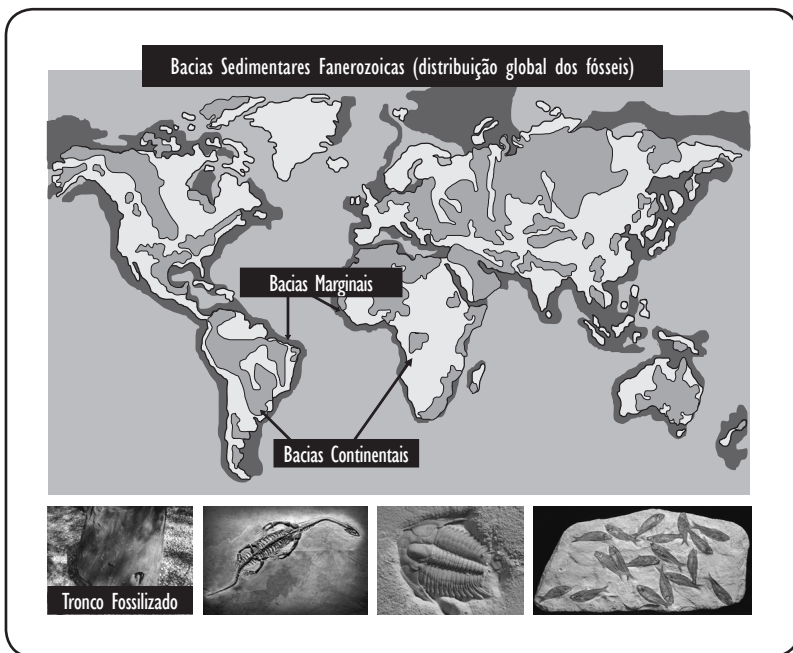 Bacias Sedimentares Fanerozoicas (distribuição global dos fósseis)
Bacias Marginais
Bacias Continentais
Tronco Fossilizado